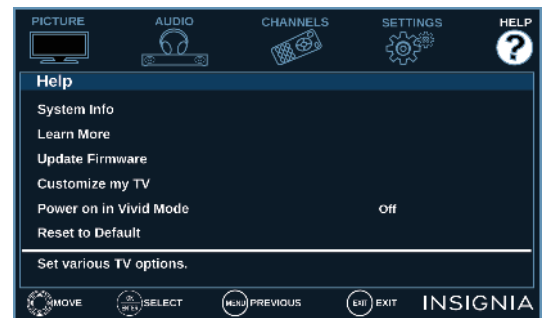 PICTURE AUDIO CHANNELS SETTINGS HELP
?
Help
System Info
Learn More
Update Firmware
Customize my TV
Power on in Vivid Mode Off
Reset to Default
Set various TV options.
MOVE OK ENTER SELECT MENU PREVIOUS EXIT EXIT INSIGNIA